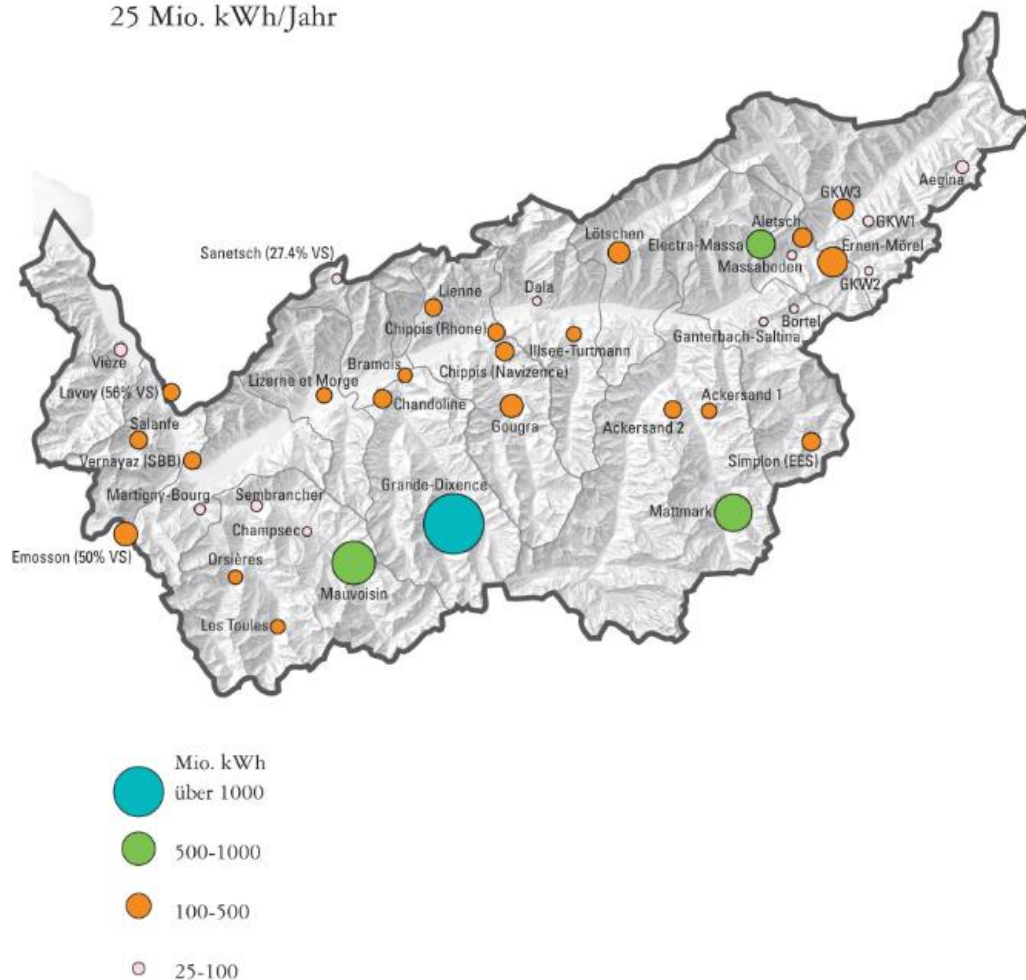 25 Mio. kWh/Jahr
Aegina
GKW3
GKW1
Aletsch
Lötschen
Electra-Massa
Ernen-Mörel
Massaboden
GKW2
Sanetsch (27.4% VS)
Lienne
Dala
Bortel
Chippis (Rhone)
Ganterbach-Saltina
Illsee-Turtmann
Vièze
Bramois
Chippis (Navizence)
Lizerne et Morge
Lavey (56% VS)
Chandoline
Ackersand 1
Salanfe
Gougra
Ackersand 2
Vernayaz (SBB)
Simplon (EES)
Grande-Dixence
Martigny-Bourg
Sembrancher
Mattmark
Champsec
Emosson (50% VS)
Orsières
Mauvoisin
Les Toules
Mio. kWh
über 1000
500-1000
100-500
25-100